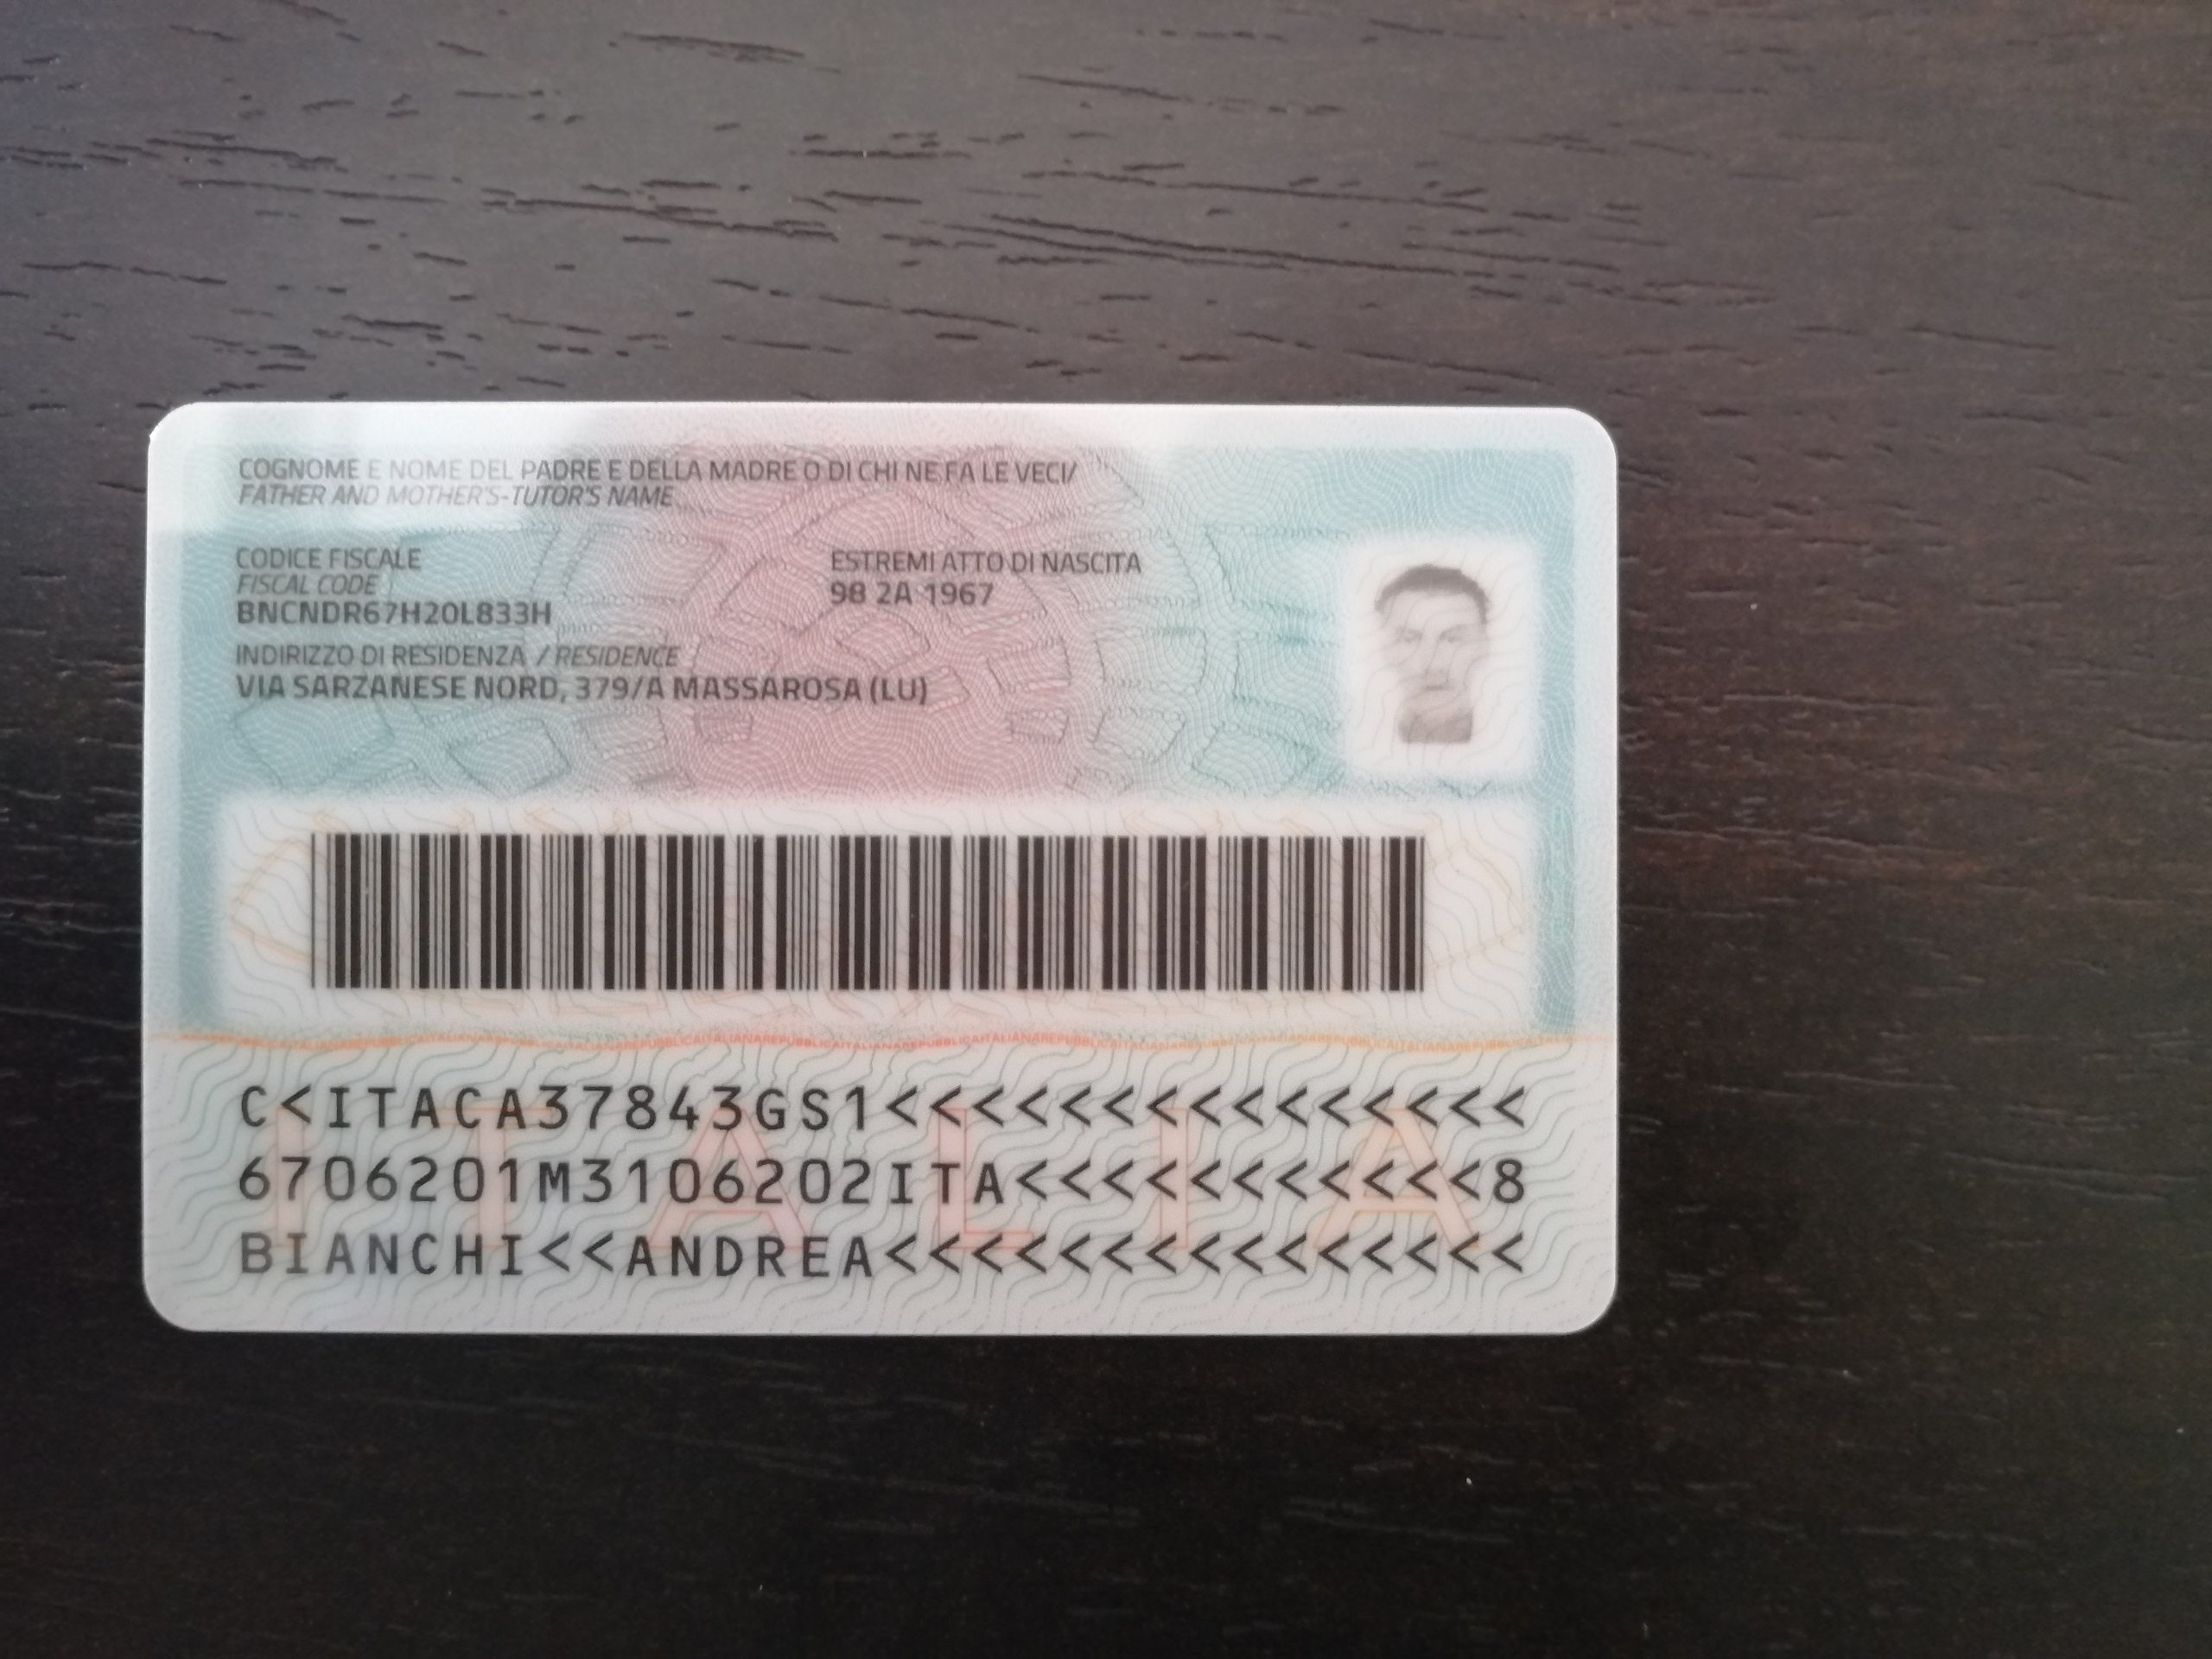 COGNOME E NOME DEL PADRE E DELLA MADRE O DI CHI NE FA LE VECI/
FATHER AND MOTHER'S-TUTOR'S NAME
CODICE FISCALE
FISCAL CODE
BNCNDR67H20L833H
ESTREMI ATTO DI NASCITA
98 2A 1967
INDIRIZZO DI RESIDENZA / RESIDENCE
VIA SARZANESE NORD, 379/A MASSAROSA (LU)
C<ITACA37843GS1<<<<<<<<<<<<<<<
6706201M3106202ITA<<<<<<<<<<<8
BIANCHI<<ANDREA<<<<<<<<<<<<<<<
ITALIA